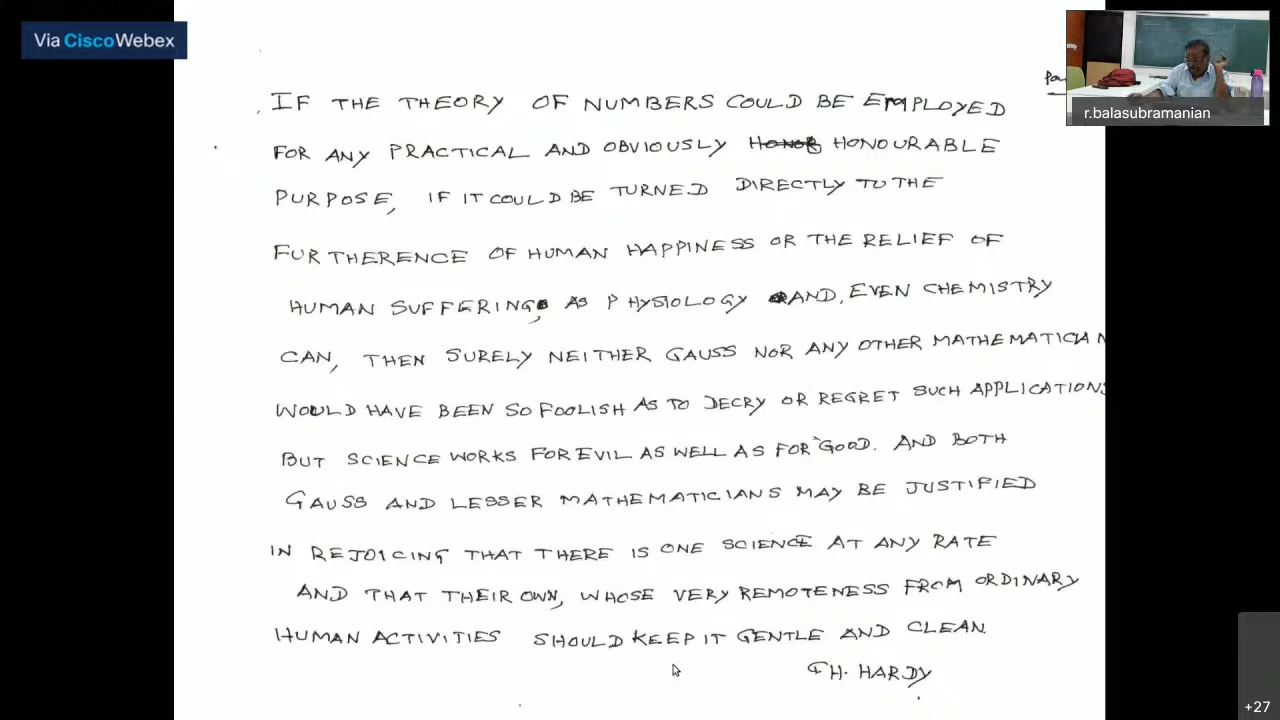 Via Cisco Webex
r.balasubramanian
IF THE THEORY OF NUMBERS COULD BE EMPLOYED
FOR ANY PRACTICAL AND OBVIOUSLY HONOURABLE
PURPOSE, IF IT COULD BE TURNED DIRECTLY TO THE
FURTHERENCE OF HUMAN HAPPINESS OR THE RELIEF OF
HUMAN SUFFERING, AS PHYSIOLOGY AND, EVEN CHEMISTRY
CAN, THEN SURELY NEITHER GAUSS NOR ANY OTHER MATHEMATICIAN
WOULD HAVE BEEN SO FOOLISH AS TO DECRY OR REGRET SUCH APPLICATIONS
BUT SCIENCE WORKS FOR EVIL AS WELL AS FOR GOOD. AND BOTH
GAUSS AND LESSER MATHEMATICIANS MAY BE JUSTIFIED
IN REJOICING THAT THERE IS ONE SCIENCE AT ANY RATE
AND THAT THEIR OWN, WHOSE VERY REMOTENESS FROM ORDINARY
HUMAN ACTIVITIES SHOULD KEEP IT GENTLE AND CLEAN.
GH. HARDY
+27